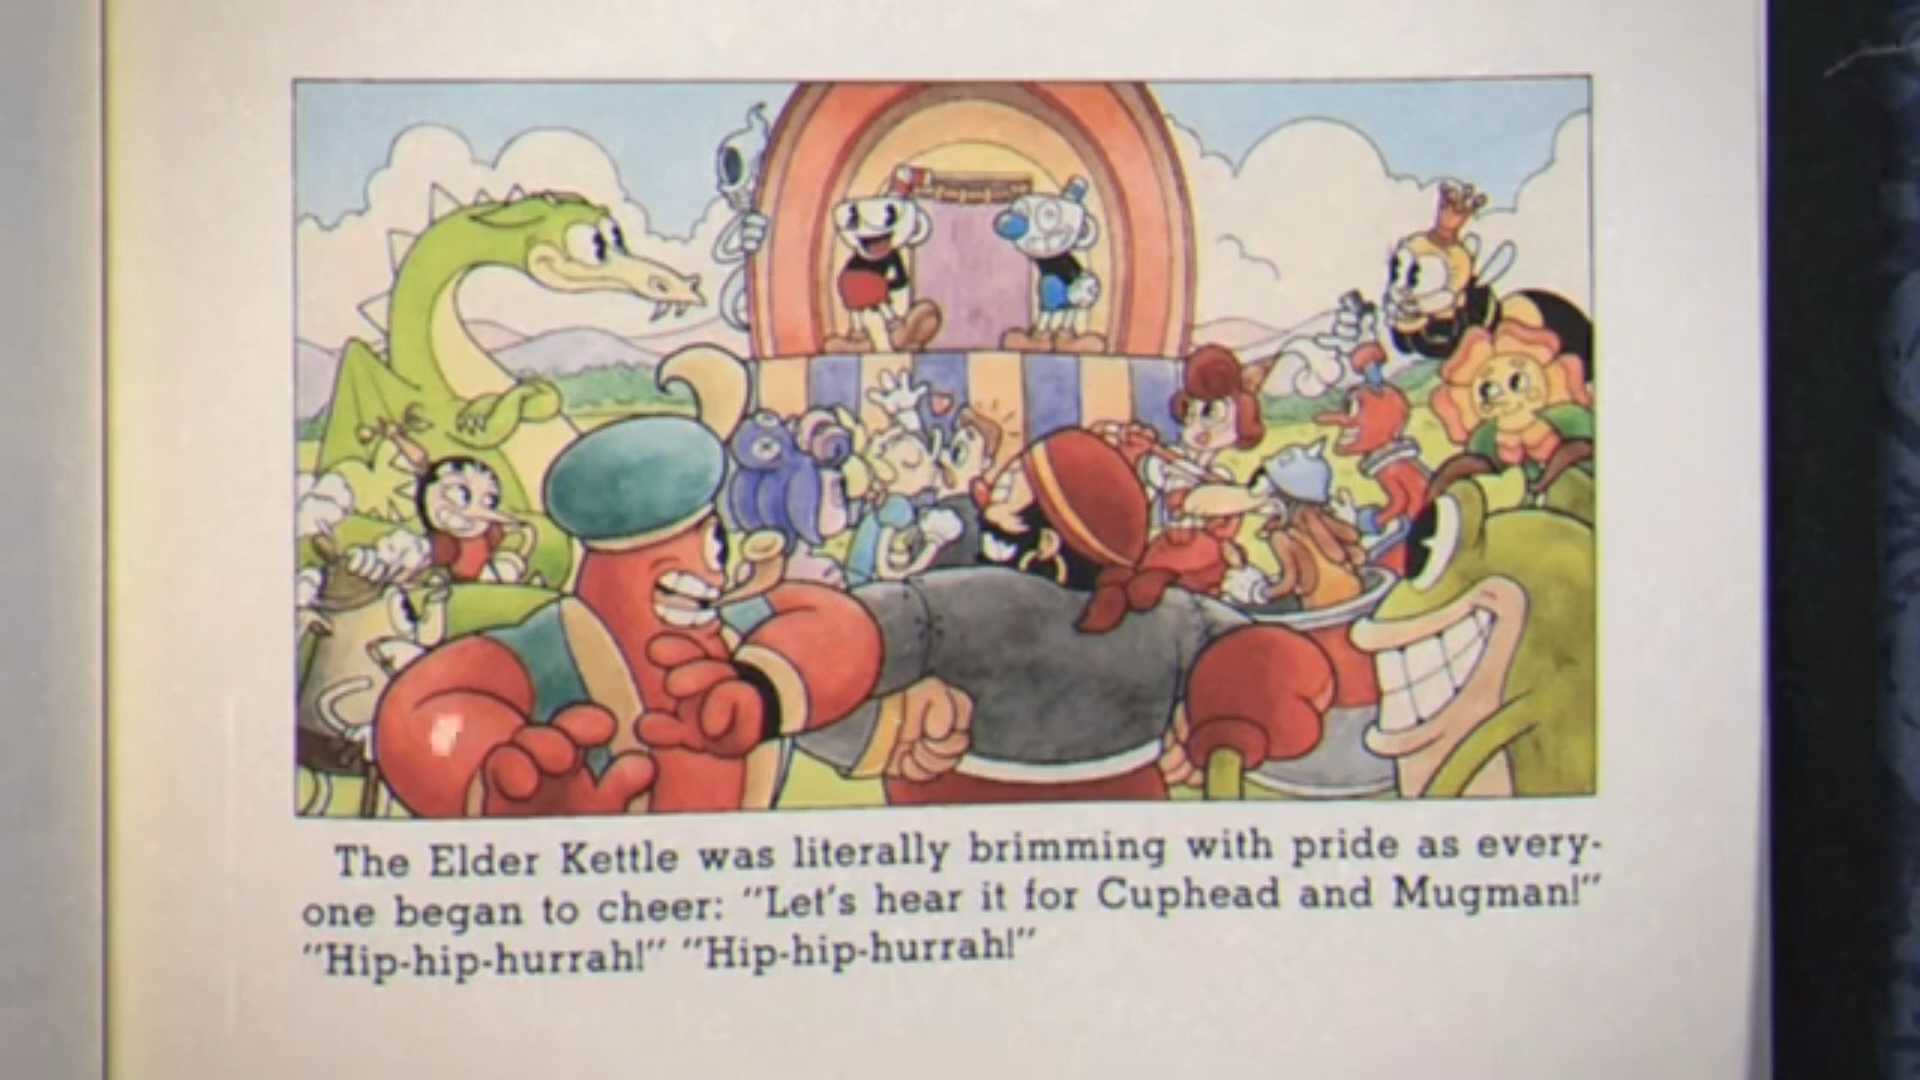 The Elder Kettle was literally brimming with pride as every-
one began to cheer: "Let's hear it for Cuphead and Mugman!"
"Hip-hip-hurrah!" "Hip-hip-hurrah!"